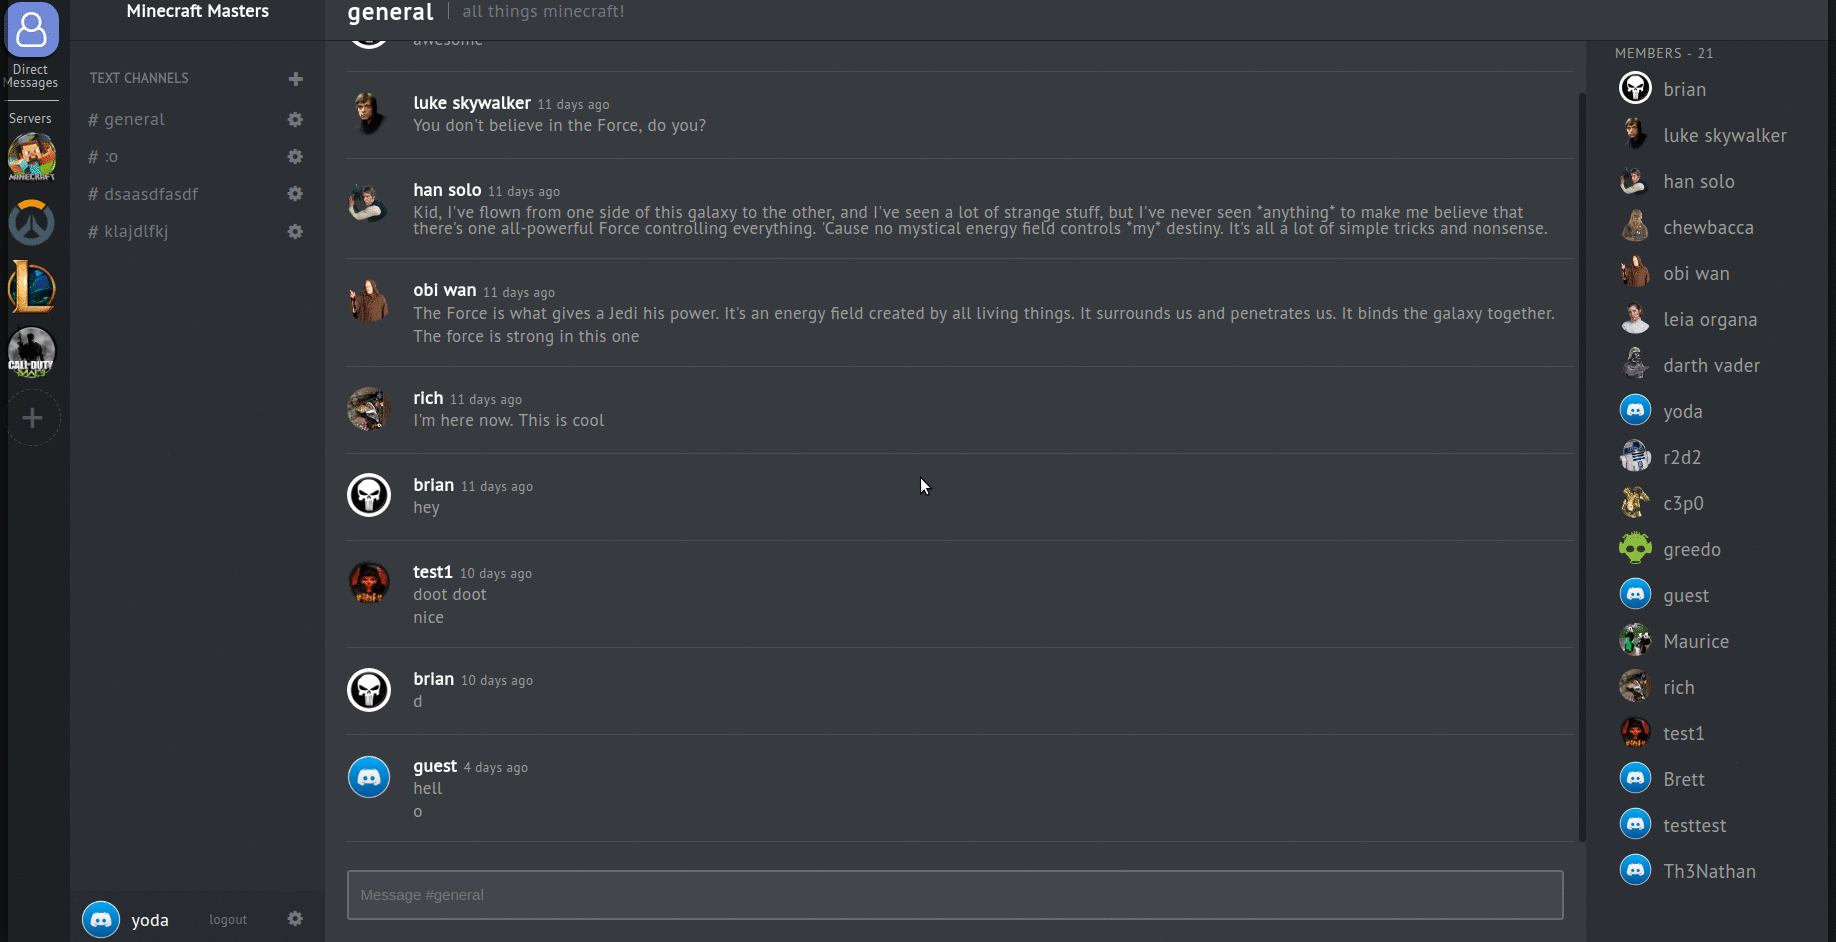 Direct
Messages
Servers
MINECRAFT
CALL OF DUTY
Minecraft Masters
TEXT CHANNELS +
# general
# :o
# dsaasdfasdf
# klajdlfkj
yoda logout
general | all things minecraft!
awesome
luke skywalker 11 days ago
You don't believe in the Force, do you?
han solo 11 days ago
Kid, I've flown from one side of this galaxy to the other, and I've seen a lot of strange stuff, but I've never seen *anything* to make me believe that
there's one all-powerful Force controlling everything. 'Cause no mystical energy field controls *my* destiny. It's all a lot of simple tricks and nonsense.
obi wan 11 days ago
The Force is what gives a Jedi his power. It's an energy field created by all living things. It surrounds us and penetrates us. It binds the galaxy together.
The force is strong in this one
rich 11 days ago
I'm here now. This is cool
brian 11 days ago
hey
test1 10 days ago
doot doot
nice
brian 10 days ago
d
guest 4 days ago
hell
o
Message #general
MEMBERS - 21
brian
luke skywalker
han solo
chewbacca
obi wan
leia organa
darth vader
yoda
r2d2
c3p0
greedo
guest
Maurice
rich
test1
Brett
testtest
Th3Nathan